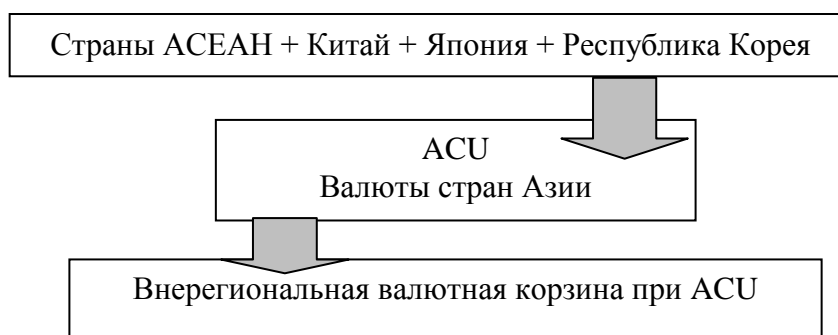 Страны АСЕАН + Китай + Япония + Республика Корея
ACU
Валюты стран Азии
Внерегиональная валютная корзина при ACU